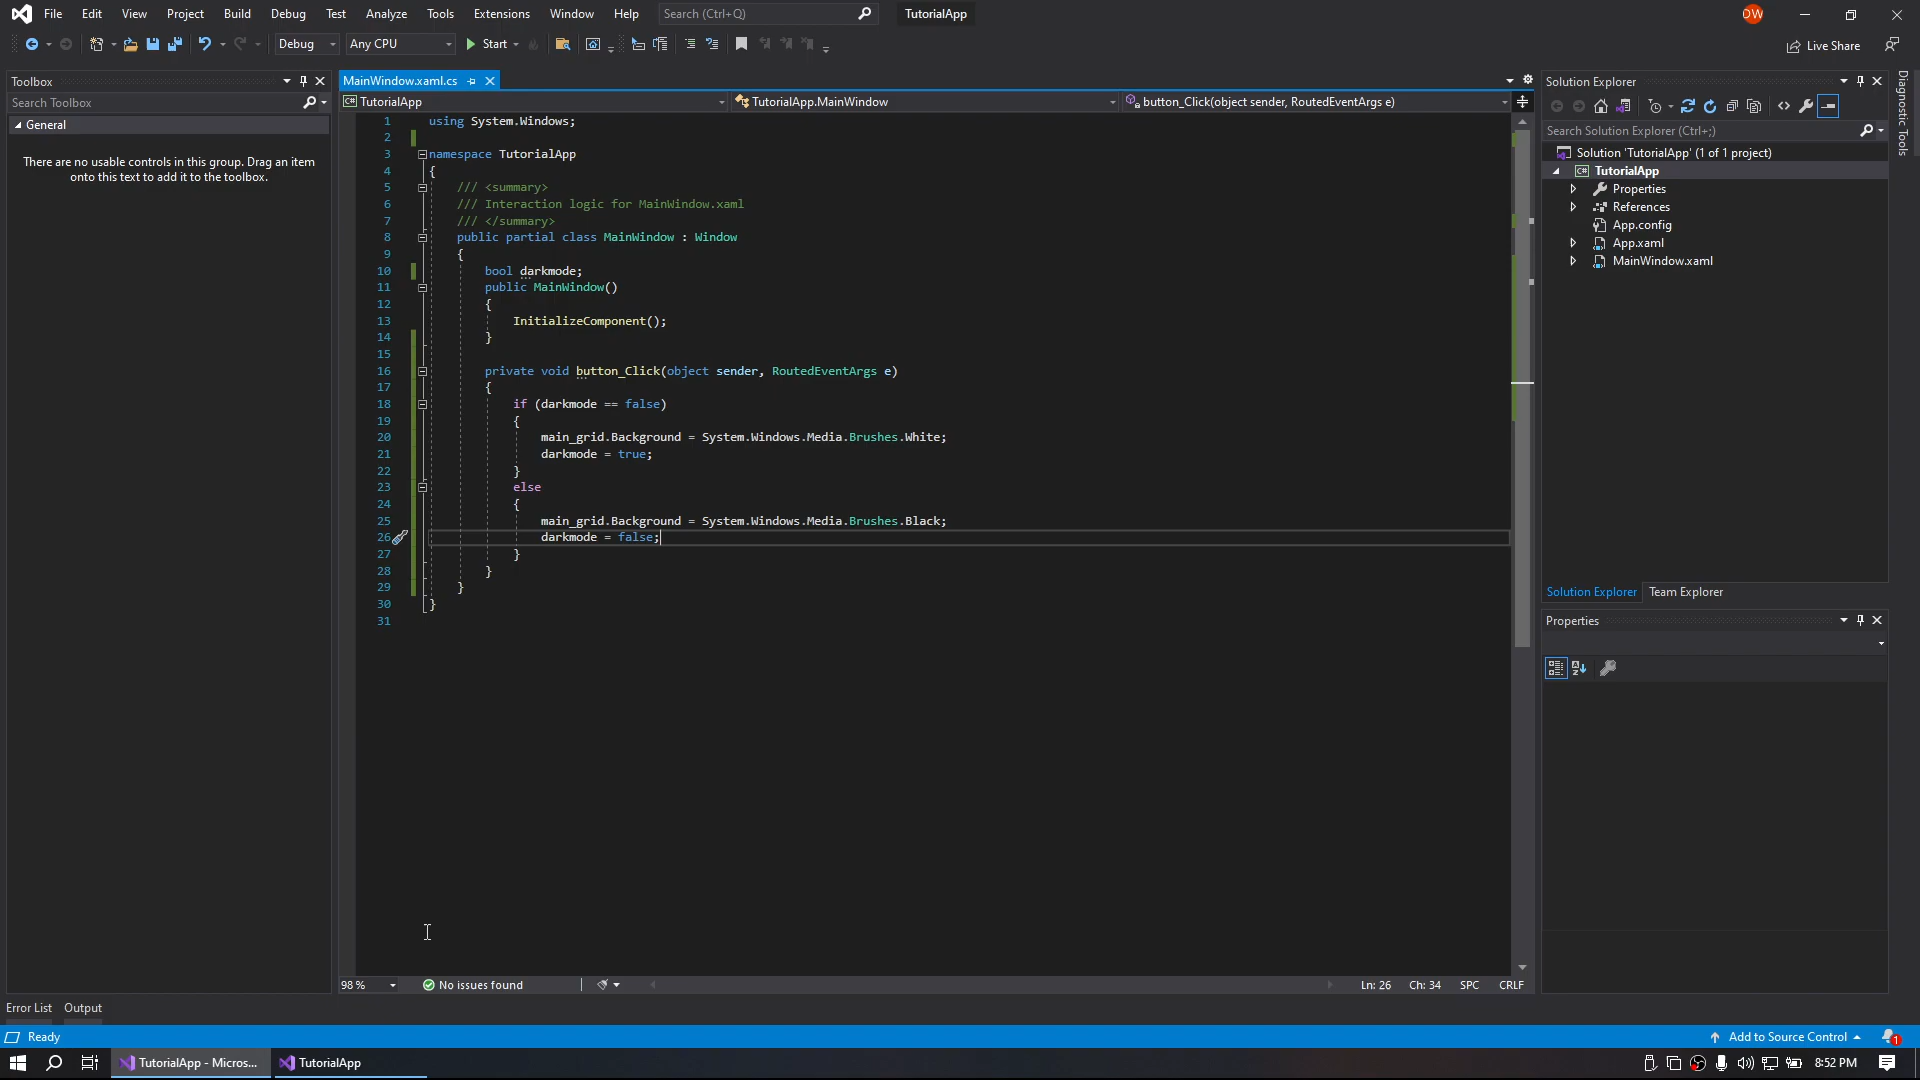 File Edit View Project Build Debug Test Analyze Tools Extensions Window Help Search (Ctrl+Q) TutorialApp DW
Debug Any CPU Start Live Share
Toolbox
Search Toolbox
General
There are no usable controls in this group. Drag an item
onto this text to add it to the toolbox.
MainWindow.xaml.cs
C# TutorialApp TutorialApp.MainWindow button_Click(object sender, RoutedEventArgs e)
1 using System.Windows;
2
3 namespace TutorialApp
4 {
5 /// <summary>
6 /// Interaction logic for MainWindow.xaml
7 /// </summary>
8 public partial class MainWindow : Window
9 {
10 bool darkmode;
11 public MainWindow()
12 {
13 InitializeComponent();
14 }
15
16 private void button_Click(object sender, RoutedEventArgs e)
17 {
18 if (darkmode == false)
19 {
20 main_grid.Background = System.Windows.Media.Brushes.White;
21 darkmode = true;
22 }
23 else
24 {
25 main_grid.Background = System.Windows.Media.Brushes.Black;
26 darkmode = false;
27 }
28 }
29 }
30 }
31
98 % No issues found Ln: 26 Ch: 34 SPC CRLF
Solution Explorer
Search Solution Explorer (Ctrl+;)
Solution 'TutorialApp' (1 of 1 project)
C# TutorialApp
Properties
References
App.config
App.xaml
MainWindow.xaml
Solution Explorer Team Explorer
Properties
Diagnostic Tools
Error List Output
Ready Add to Source Control 1
TutorialApp - Micros... TutorialApp 8:52 PM